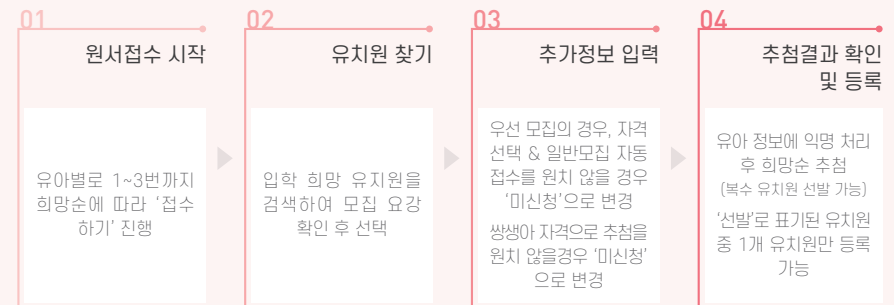 01
원서접수 시작
유아별로 1~3번까지
희망순에 따라 ‘접수
하기’ 진행
02
유치원 찾기
입학 희망 유지원을
검색하여 모집 요강
확인 후 선택
03
추가정보 입력
우선 모집의 경우, 자격
선택 & 일반모집 자동
접수를 원치 않을 경우
‘미신청’으로 변경
쌍생아 자격으로 추첨을
원치 않을경우 ‘미신청’
으로 변경
04
추첨결과 확인
및 등록
유아 정보에 익명 처리
후 희망순 추첨
(복수 유치원 선발 가능)
‘선발’로 표기된 유치원
중 1개 유치원만 등록
가능